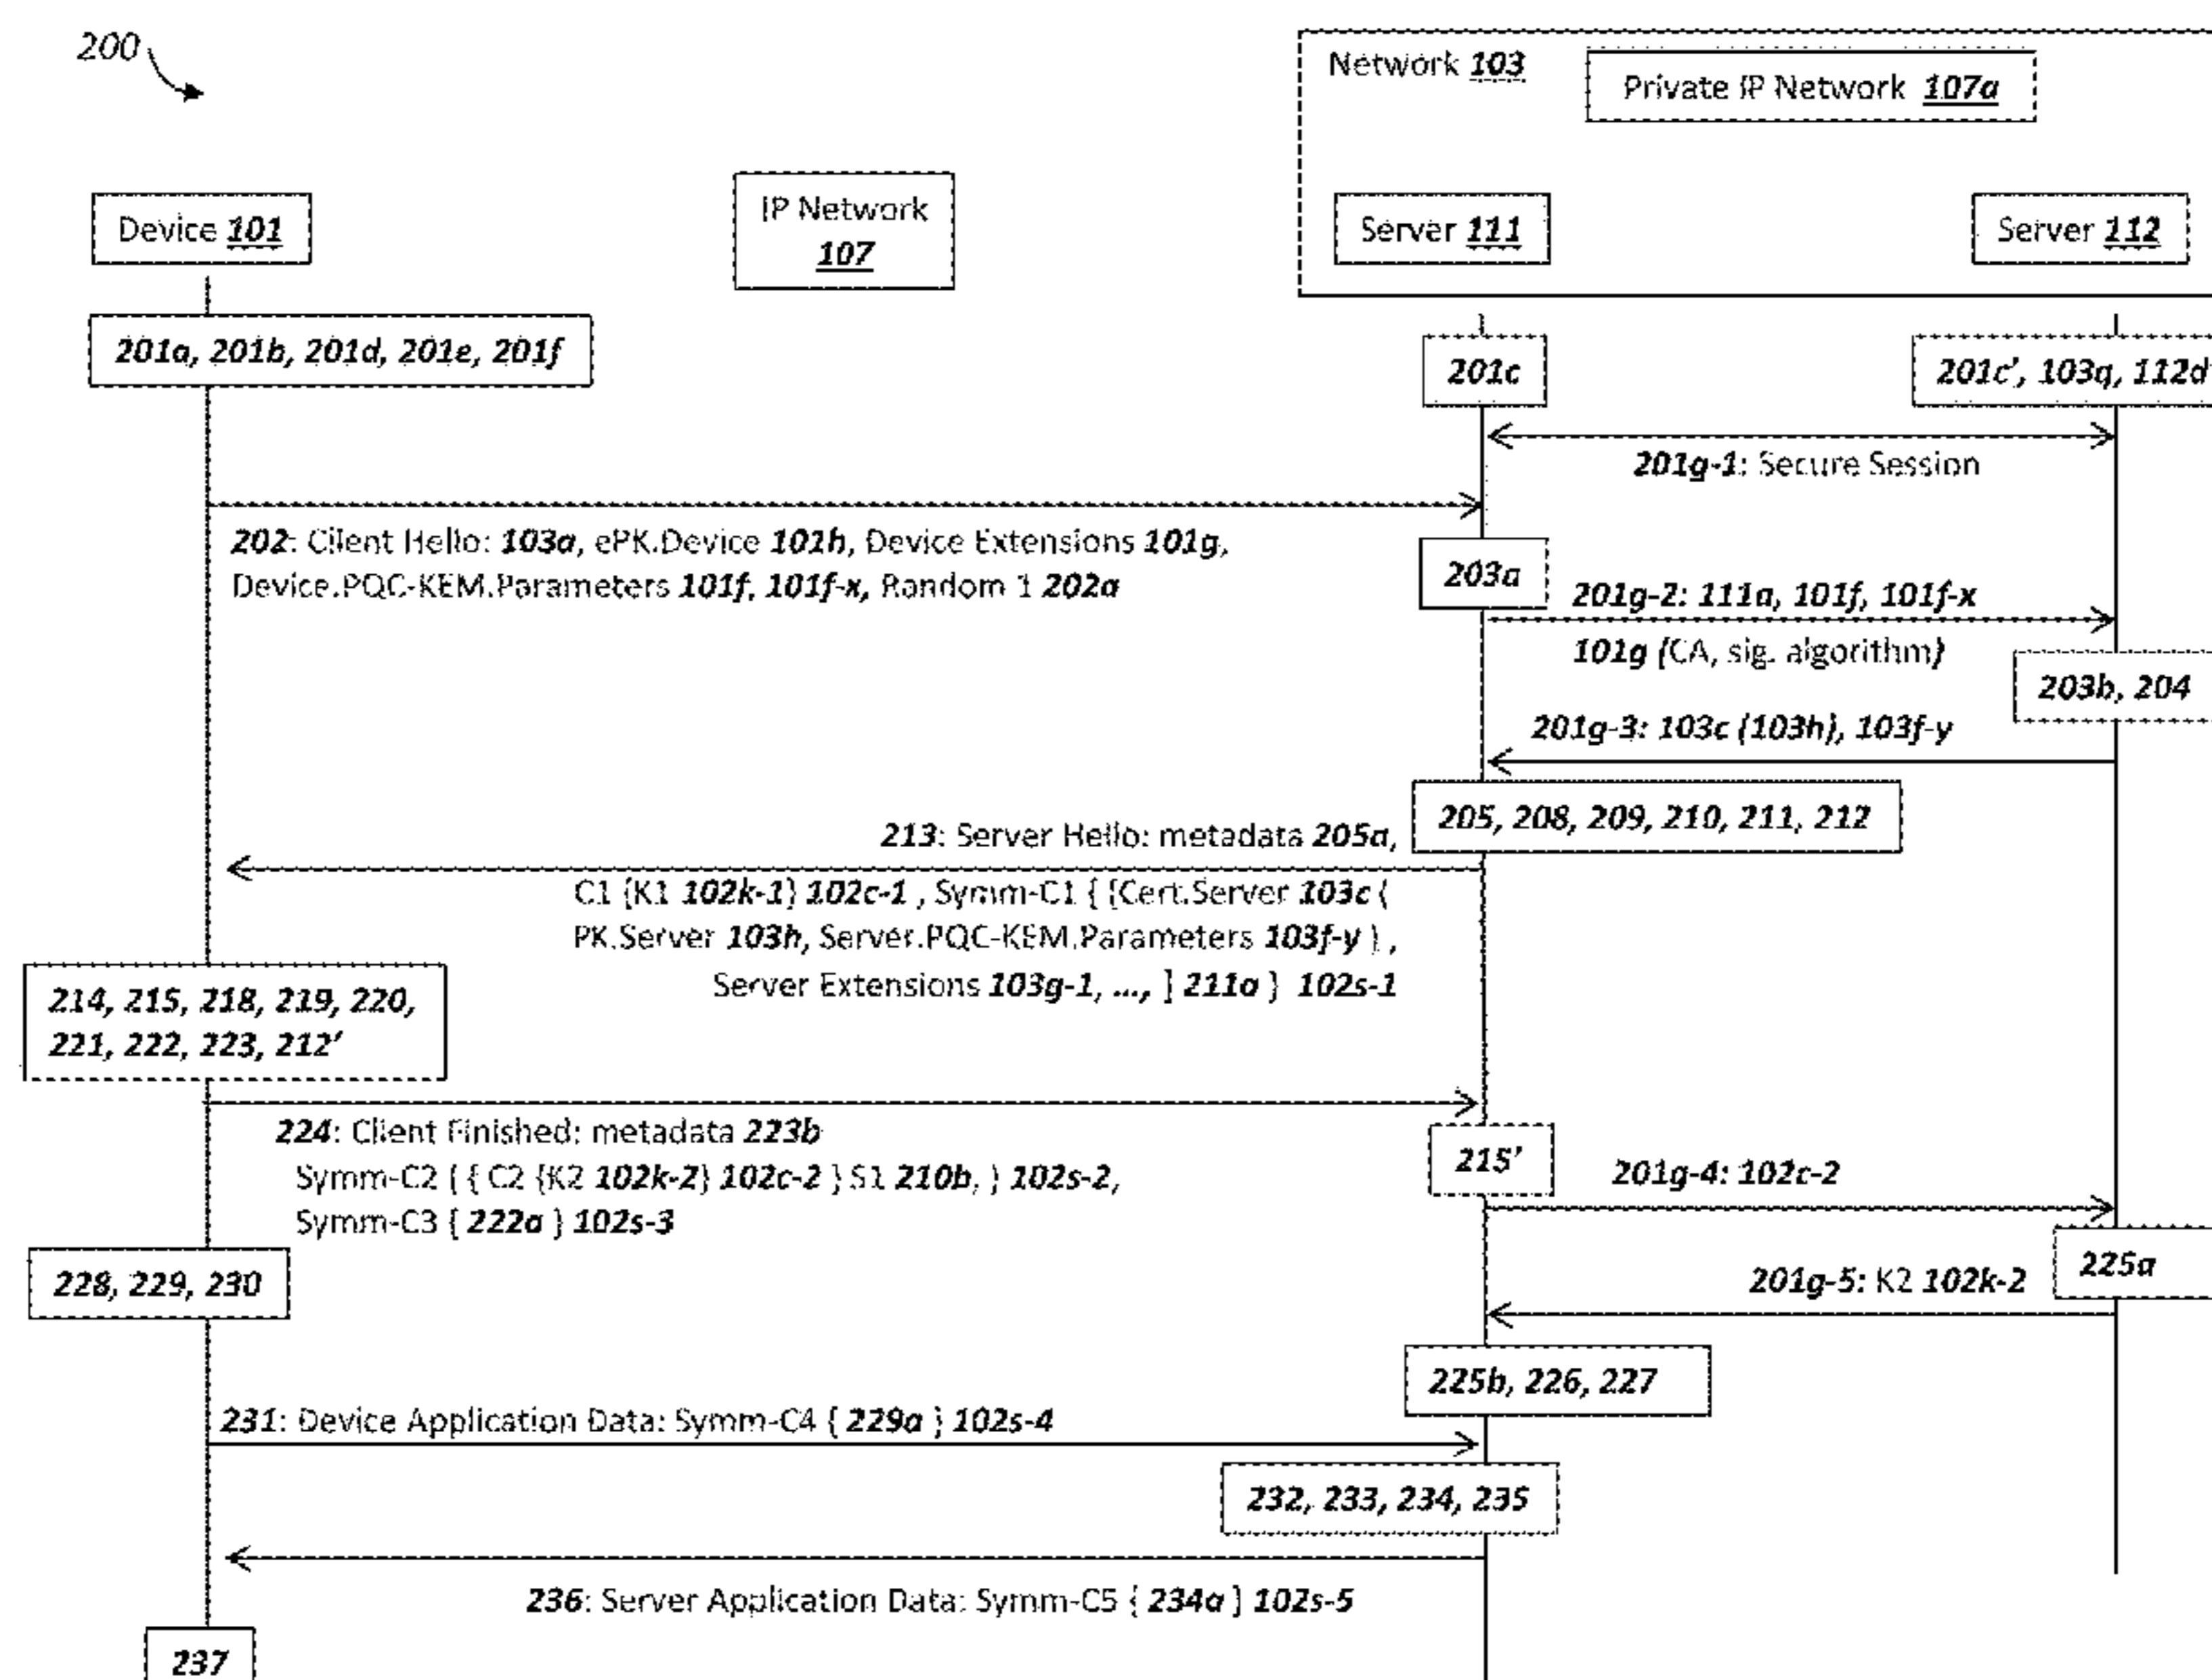 200
Network 103
Private IP Network 107a
Device 101
IP Network
107
Server 111
Server 112
201a, 201b, 201d, 201e, 201f
201c
201c', 103q, 112d
201g-1: Secure Session
202: Client Hello: 103a, ePK.Device 101h, Device Extensions 101g,
Device.PQC-KEM.Parameters 101f, 101f-x, Random 1 202a
203a
201g-2: 111a, 101f, 101f-x
101g (CA, sig. algorithm)
203b, 204
201g-3: 103c (103h), 103f-y
205, 208, 209, 210, 211, 212
213: Server Hello: metadata 205a,
C1 {K1 102k-1} 102c-1 , Symm-C1 { [Cert.Server 103c (
PK.Server 103h, Server.PQC-KEM.Parameters 103f-y ) ,
Server Extensions 103g-1, ..., ] 211a } 102s-1
214, 215, 218, 219, 220,
221, 222, 223, 212'
224: Client Finished: metadata 223b
Symm-C2 { { C2 {K2 102k-2} 102c-2 } S1 210b, } 102s-2,
Symm-C3 { 222a } 102s-3
215'
201g-4: 102c-2
225a
228, 229, 230
201g-5: K2 102k-2
225b, 226, 227
231: Device Application Data: Symm-C4 { 229a } 102s-4
232, 233, 234, 235
236: Server Application Data: Symm-C5 { 234a } 102s-5
237